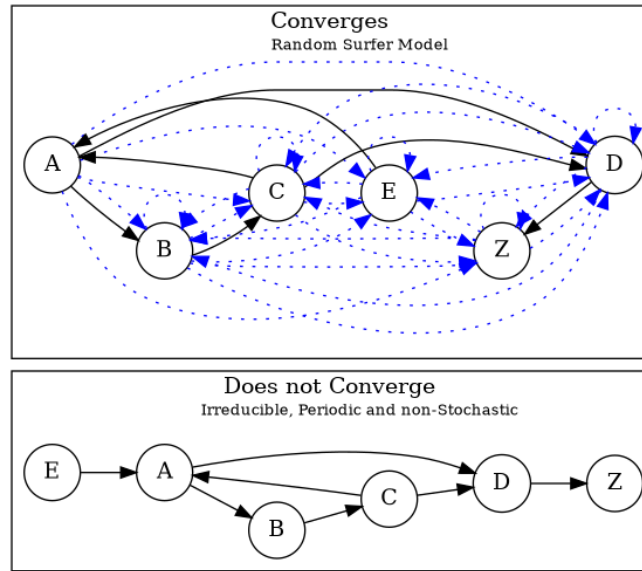 Converges
Random Surfer Model
A
D
C
E
B
Z
Does not Converge
Irreducible, Periodic and non-Stochastic
E
A
D
Z
C
B